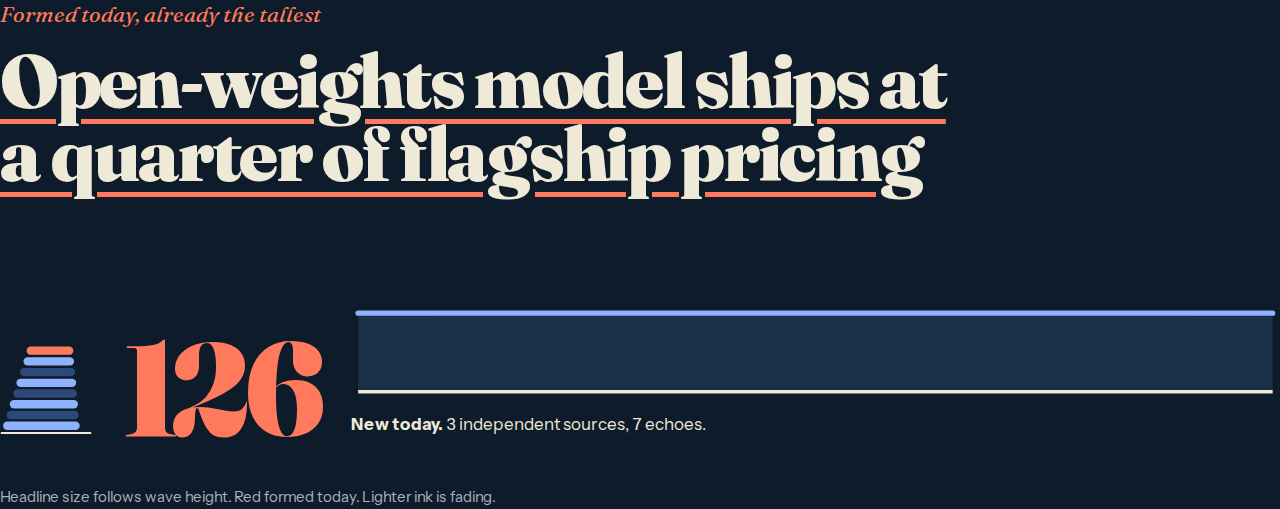 Formed today, already the tallest
Open-weights model ships at
a quarter of flagship pricing
126
New today. 3 independent sources, 7 echoes.
Headline size follows wave height. Red formed today. Lighter ink is fading.